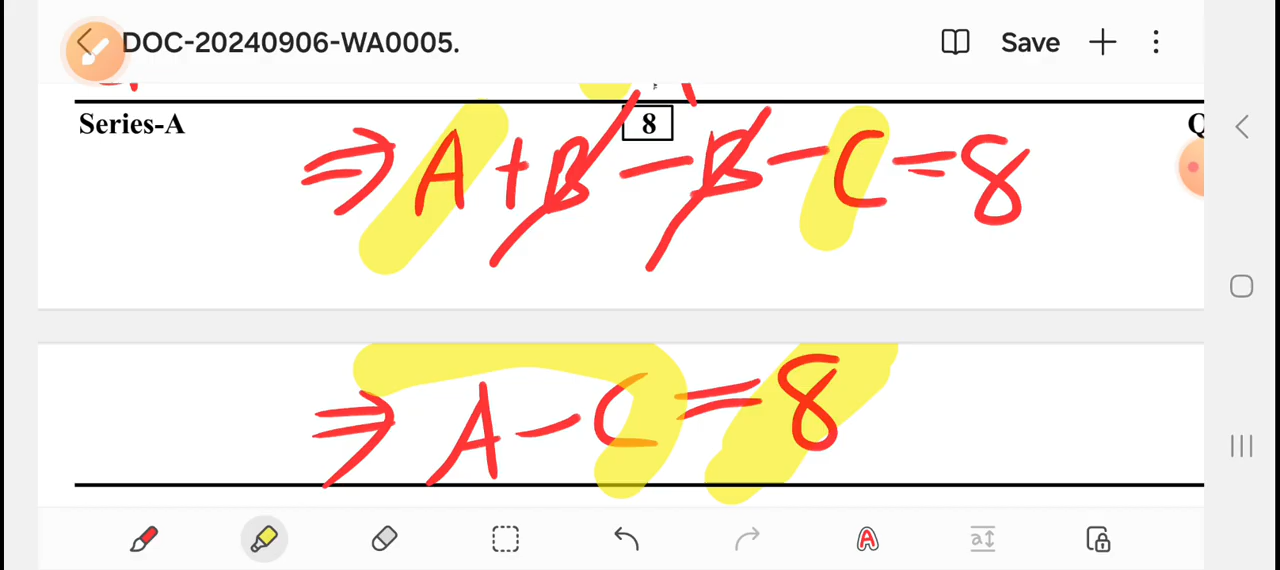 DOC-20240906-WA0005.
Save
Series-A
8
Q
⇒ A + B - B - C = 8
⇒ A - C = 8
A
a